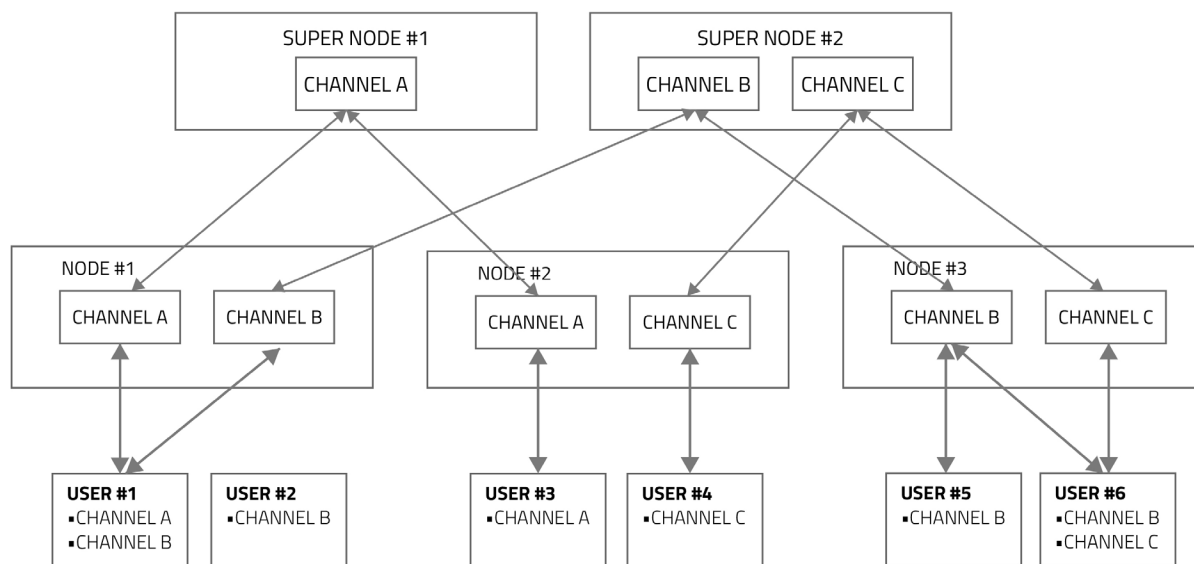 SUPER NODE #1
CHANNEL A
SUPER NODE #2
CHANNEL B
CHANNEL C
NODE #1
CHANNEL A
CHANNEL B
NODE #2
CHANNEL A
CHANNEL C
NODE #3
CHANNEL B
CHANNEL C
USER #1
▪CHANNEL A
▪CHANNEL B
USER #2
▪CHANNEL B
USER #3
▪CHANNEL A
USER #4
▪CHANNEL C
USER #5
▪CHANNEL B
USER #6
▪CHANNEL B
▪CHANNEL C